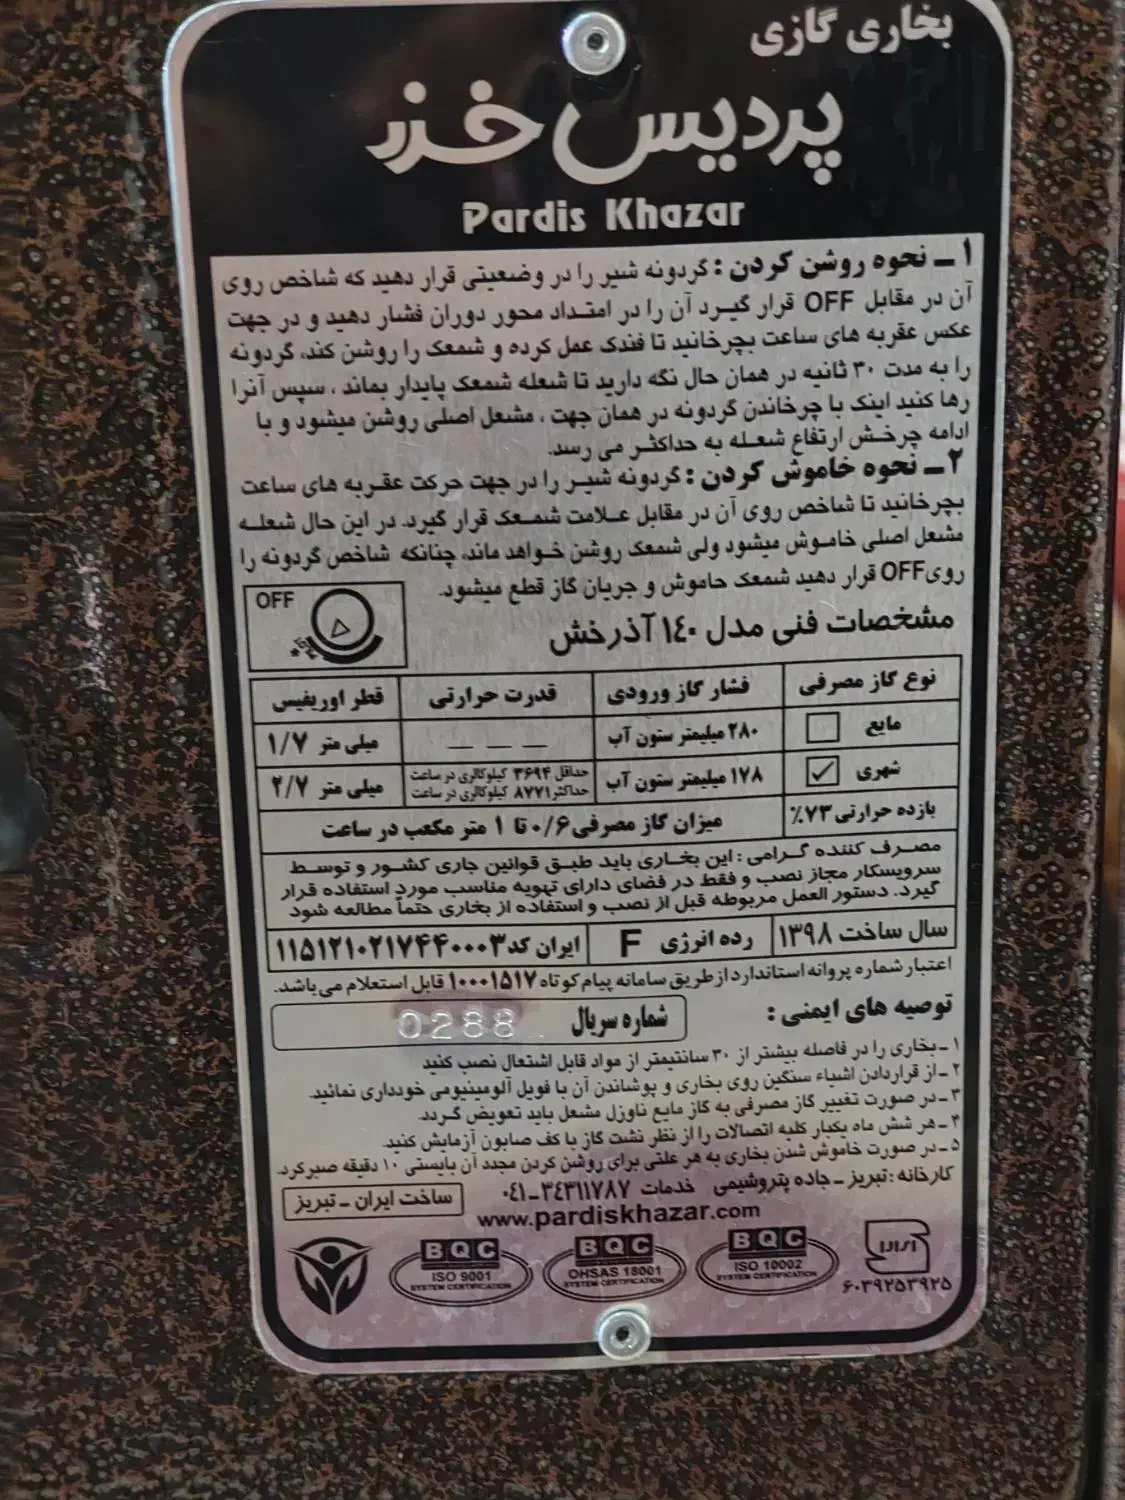 بخاری گازی
پردیس خزر
Pardis Khazar
۱ ـ نحوه روشن کردن : گردونه شیر را در وضعیتی قرار دهید که شاخص روی
آن در مقابل OFF قرار گیرد آن را در امتداد محور دوران فشار دهید و در جهت
عکس عقربه های ساعت بچرخانید تا فندک عمل کرده و شمعک را روشن کند، گردونه
را به مدت ۳۰ ثانیه در همان حال نگه دارید تا شعله شمعک پایدار بماند ، سپس آنرا
رها کنید اینک با چرخاندن گردونه در همان جهت ، مشعل اصلی روشن میشود و با
ادامه چرخش ارتفاع شعله به حداکثر می رسد.
۲ ـ نحوه خاموش کردن : گردونه شیر را در جهت حرکت عقربه های ساعت
بچرخانید تا شاخص روی آن در مقابل علامت شمعک قرار گیرد. در این حال شعله
مشعل اصلی خاموش میشود ولی شمعک روشن خواهد ماند، چنانکه شاخص گردونه را
روی OFF قرار دهید شمعک حاموش و جریان گاز قطع میشود.
OFF
مشخصات فنی مدل ۱۴۰ آذرخش
نوع گاز مصرفی فشار گاز ورودی قدرت حرارتی قطر اوریفیس
مایع ۲۸۰ میلیمتر ستون آب — — — ۱/۷ میلی متر
شهری ✓ ۱۷۸ میلیمتر ستون آب حداقل ۳۶۹۴ کیلوکالری در ساعت ۲/۷ میلی متر
حداکثر ۸۷۷۱ کیلوکالری در ساعت
بازده حرارتی ۷۳٪ میزان گاز مصرفی ۰/۶ تا ۱ متر مکعب در ساعت
مصرف کننده گرامی : این بخاری باید طبق قوانین جاری کشور و توسط
سرویسکار مجاز نصب و فقط در فضای دارای تهویه مناسب مورد استفاده قرار
گیرد. دستور العمل مربوطه قبل از نصب و استفاده از بخاری حتماً مطالعه شود
سال ساخت ۱۳۹۸ رده انرژی F ایران کد ۱۱۵۱۲۱۰۲۱۷۴۴۰۰۰۳
اعتبار شماره پروانه استاندارد از طریق سامانه پیام کوتاه ۱۰۰۰۱۵۱۷ قابل استعلام می باشد.
توصیه های ایمنی : شماره سریال 0288
۱ ـ بخاری را در فاصله بیشتر از ۳۰ سانتیمتر از مواد قابل اشتعال نصب کنید
۲ ـ از قراردادن اشیاء سنگین روی بخاری و پوشاندن آن با فویل آلومینیومی خودداری نمائید.
۳ ـ در صورت تغییر گاز مصرفی به گاز مایع ناوزل مشعل باید تعویض گردد.
۴ ـ هر شش ماه یکبار کلیه اتصالات را از نظر نشت گاز با کف صابون آزمایش کنید.
۵ ـ در صورت خاموش شدن بخاری به هر علتی برای روشن کردن مجدد آن بایستی ۱۰ دقیقه صبر کرد.
کارخانه : تبریز ـ جاده پتروشیمی خدمات ۳۴۳۱۱۷۸۷-۰۴۱
ساخت ایران ـ تبریز
www.pardiskhazar.com
BQC ISO 9001 SYSTEM CERTIFICATION
BQC OHSAS 18001 SYSTEM CERTIFICATION
BQC ISO 10002 SYSTEM CERTIFICATION
۶۰۳۹۲۵۳۹۲۵